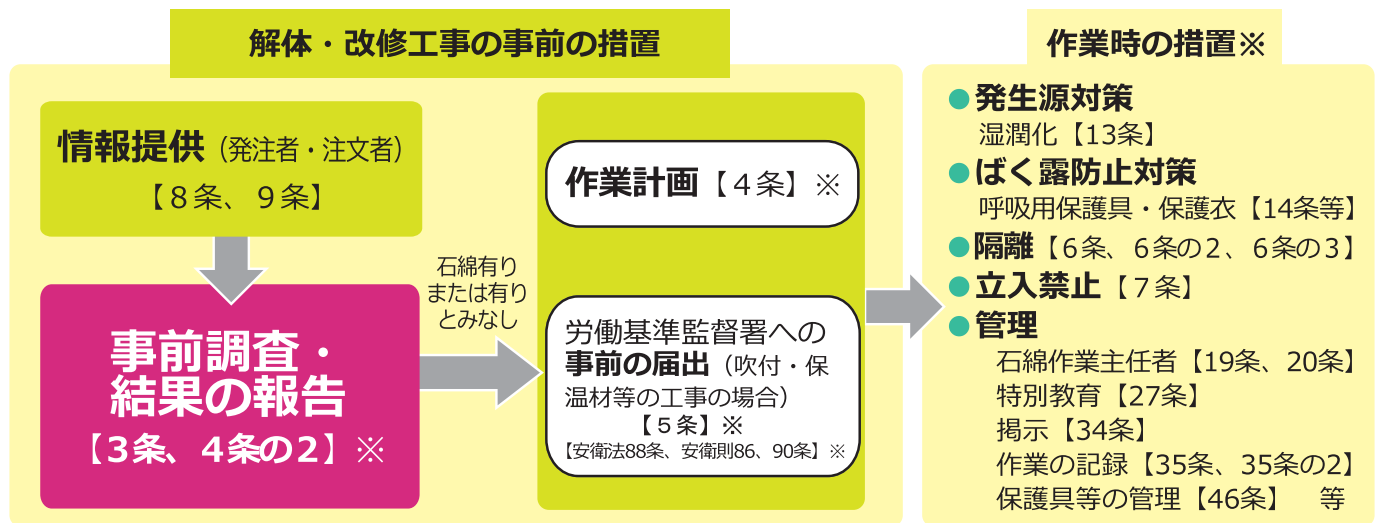 解体・改修工事の事前の措置
情報提供（発注者・注文者）
【８条、９条】
事前調査・
結果の報告
【３条、４条の２】※
石綿有り
または有り
とみなし
作業計画【４条】※
労働基準監督署への
事前の届出（吹付・保
温材等の工事の場合）
【５条】※
【安衛法88条、安衛則86、90条】※
作業時の措置※
●発生源対策
湿潤化【13条】
●ばく露防止対策
呼吸用保護具・保護衣【14条等】
●隔離【６条、６条の２、６条の３】
●立入禁止【７条】
●管理
石綿作業主任者【19条、20条】
特別教育【27条】
掲示【34条】
作業の記録【35条、35条の2】
保護具等の管理【46条】　等